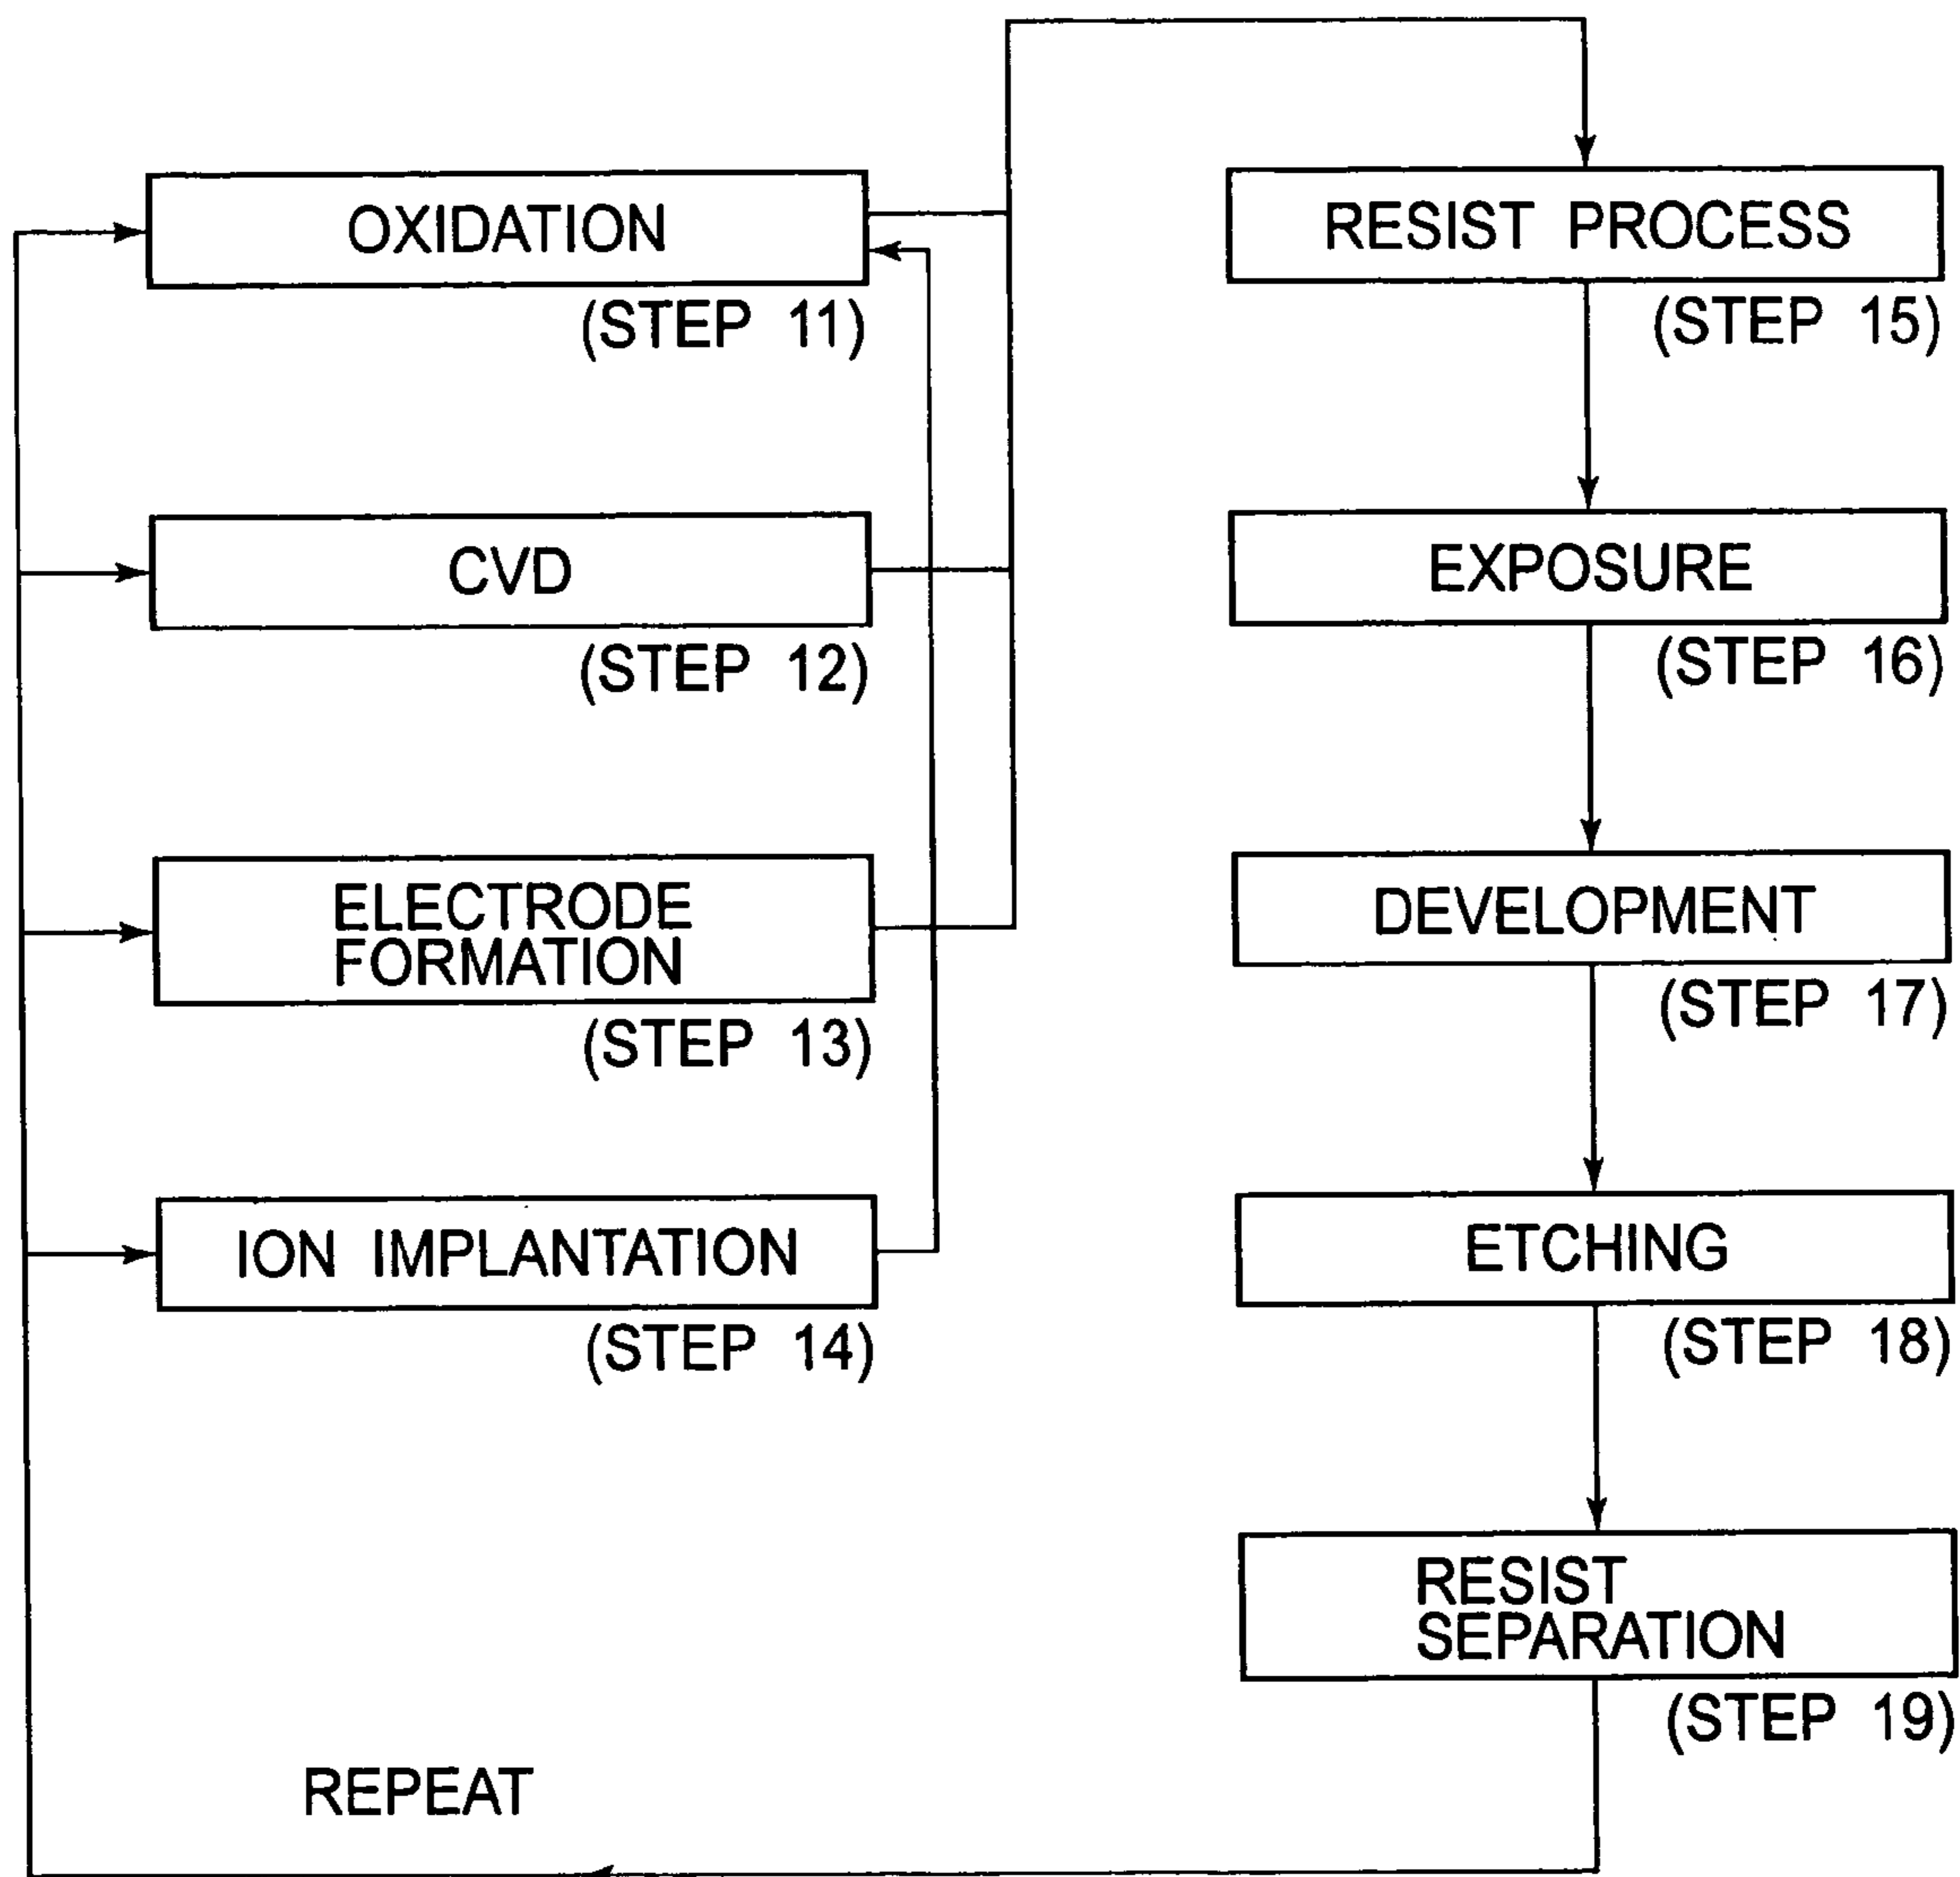 OXIDATION
(STEP 11)
CVD
(STEP 12)
ELECTRODE
FORMATION
(STEP 13)
ION IMPLANTATION
(STEP 14)
RESIST PROCESS
(STEP 15)
EXPOSURE
(STEP 16)
DEVELOPMENT
(STEP 17)
ETCHING
(STEP 18)
RESIST
SEPARATION
(STEP 19)
REPEAT